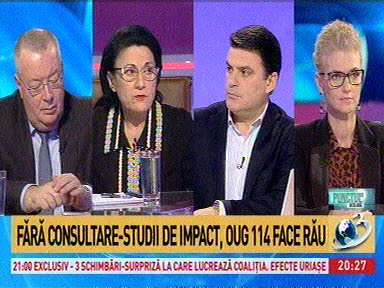 PUNCTUL
FĂRĂ CONSULTARE-STUDII DE IMPACT, OUG 114 FACE RĂU
21:00 EXCLUSIV - 3 SCHIMBĂRI-SURPRIZĂ LA CARE LUCREAZĂ COALIȚIA. EFECTE URIAȘE
20:27